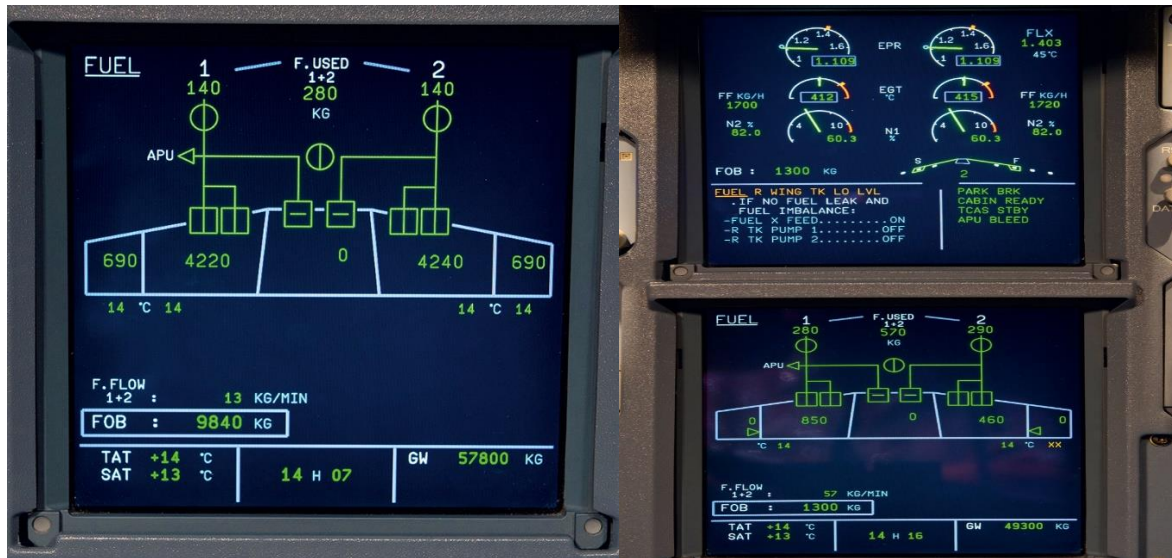 FUEL 1 F.USED 2
1+2
140 280 140
KG
APU
690 4220 0 4240 690
14 °C 14 14 °C 14
F.FLOW
1+2 : 13 KG/MIN
FOB : 9840 KG
TAT +14 °C GW 57800 KG
SAT +13 °C 14 H 07
1.2 1.4 1.6 EPR 1.2 1.4 1.6 FLX
1 1.109 1 1.109 1.403
45°C
FF KG/H 412 EGT 415 FF KG/H
1700 °C 1720
N2 % 4 10 N1 4 10 N2 %
82.0 60.3 % 60.3 82.0
FOB : 1300 KG S F
2
FUEL R WING TK LO LVL PARK BRK
.IF NO FUEL LEAK AND CABIN READY
FUEL IMBALANCE: TCAS STBY
-FUEL X FEED.........ON APU BLEED
-R TK PUMP 1........OFF
-R TK PUMP 2........OFF
FUEL 1 F.USED 2
1+2
280 570 290
KG
APU
0 850 0 460 0
°C 14 14 °C XX
F.FLOW
1+2 : 57 KG/MIN
FOB : 1300 KG
TAT +14 °C GW 49300 KG
SAT +13 °C 14 H 16